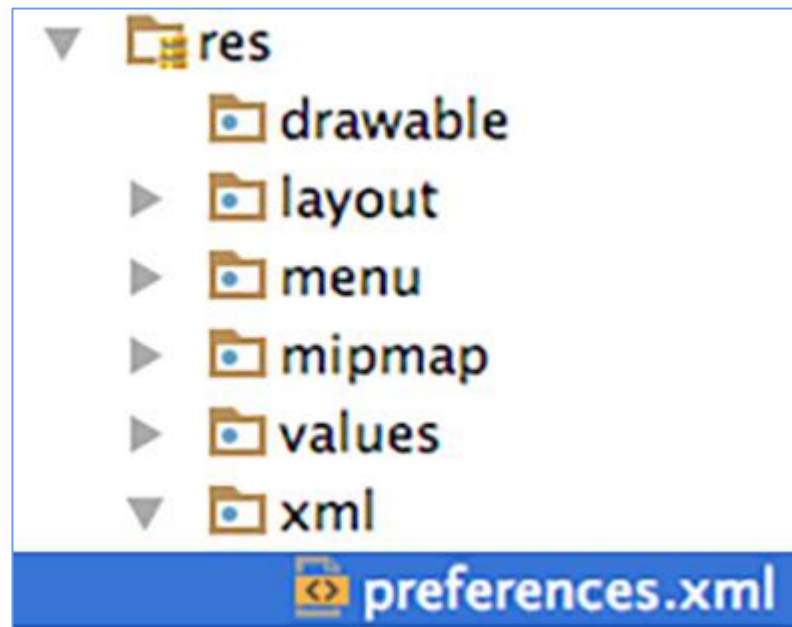 res
drawable
layout
menu
mipmap
values
xml
preferences.xml